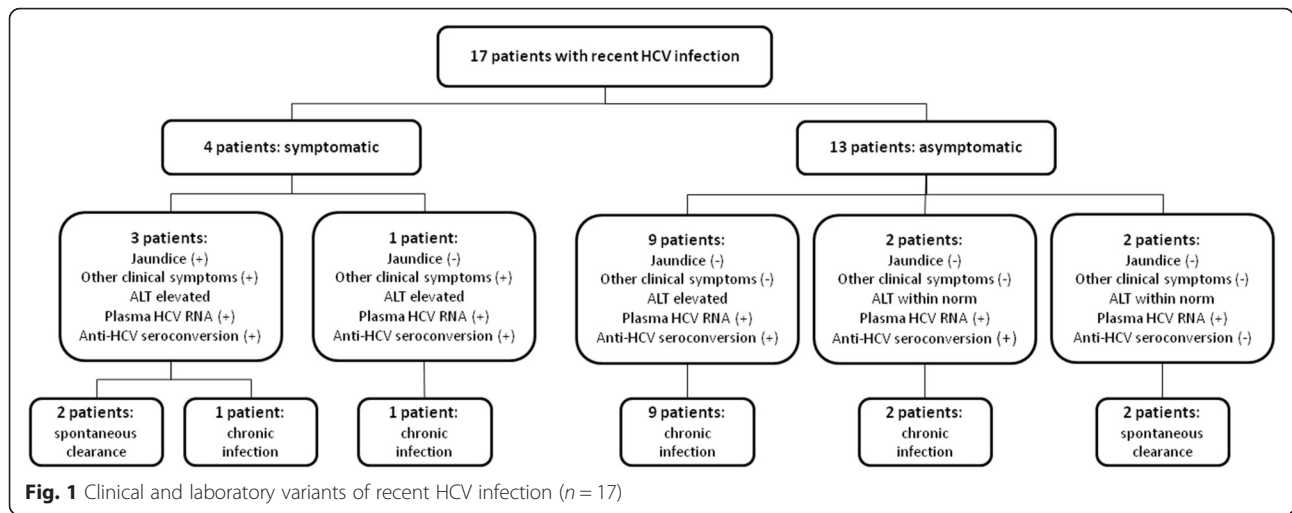 17 patients with recent HCV infection
4 patients: symptomatic
13 patients: asymptomatic
3 patients:
Jaundice (+)
Other clinical symptoms (+)
ALT elevated
Plasma HCV RNA (+)
Anti-HCV seroconversion (+)
1 patient:
Jaundice (-)
Other clinical symptoms (+)
ALT elevated
Plasma HCV RNA (+)
Anti-HCV seroconversion (+)
9 patients:
Jaundice (-)
Other clinical symptoms (-)
ALT elevated
Plasma HCV RNA (+)
Anti-HCV seroconversion (+)
2 patients:
Jaundice (-)
Other clinical symptoms (-)
ALT within norm
Plasma HCV RNA (+)
Anti-HCV seroconversion (+)
2 patients:
Jaundice (-)
Other clinical symptoms (-)
ALT within norm
Plasma HCV RNA (+)
Anti-HCV seroconversion (-)
2 patients:
spontaneous
clearance
1 patient:
chronic
infection
1 patient:
chronic
infection
9 patients:
chronic
infection
2 patients:
chronic
infection
2 patients:
spontaneous
clearance
Fig. 1 Clinical and laboratory variants of recent HCV infection (n = 17)